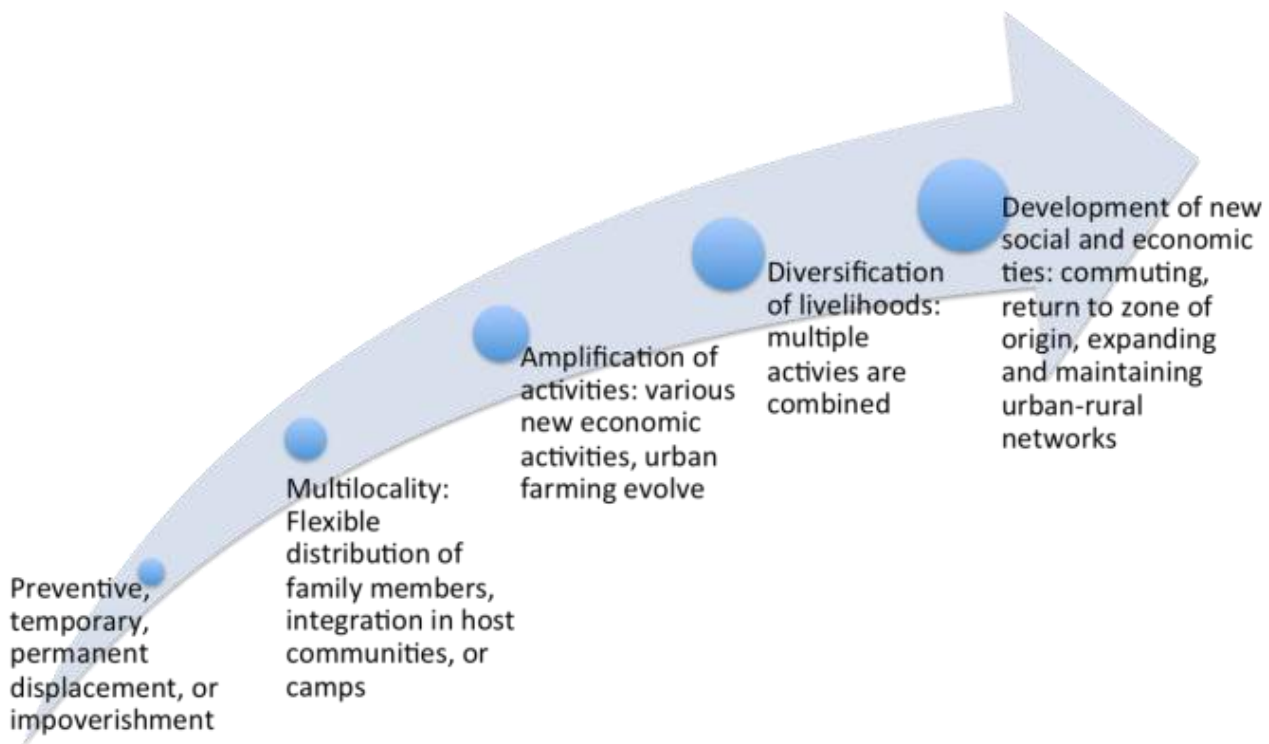 Preventive,
temporary,
permanent
displacement, or
impoverishment
Multilocality:
Flexible
distribution of
family members,
integration in host
communities, or
camps
Amplification of
activities: various
new economic
activities, urban
farming evolve
Diversification
of livelihoods:
multiple
activies are
combined
Development of new
social and economic
ties: commuting,
return to zone of
origin, expanding
and maintaining
urban-rural
networks